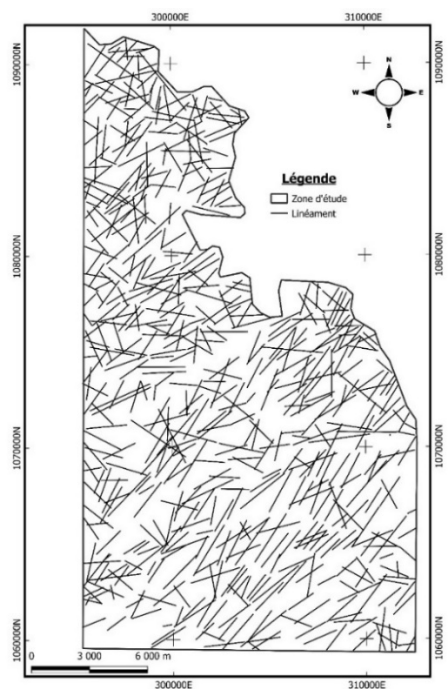 300000E 310000E
1090000N 1090000N
N
W E
S
Légende
Zone d'étude
Linéament
1080000N 1080000N
1070000N 1070000N
1060000N 1060000N
0 3 000 6 000 m
300000E 310000E